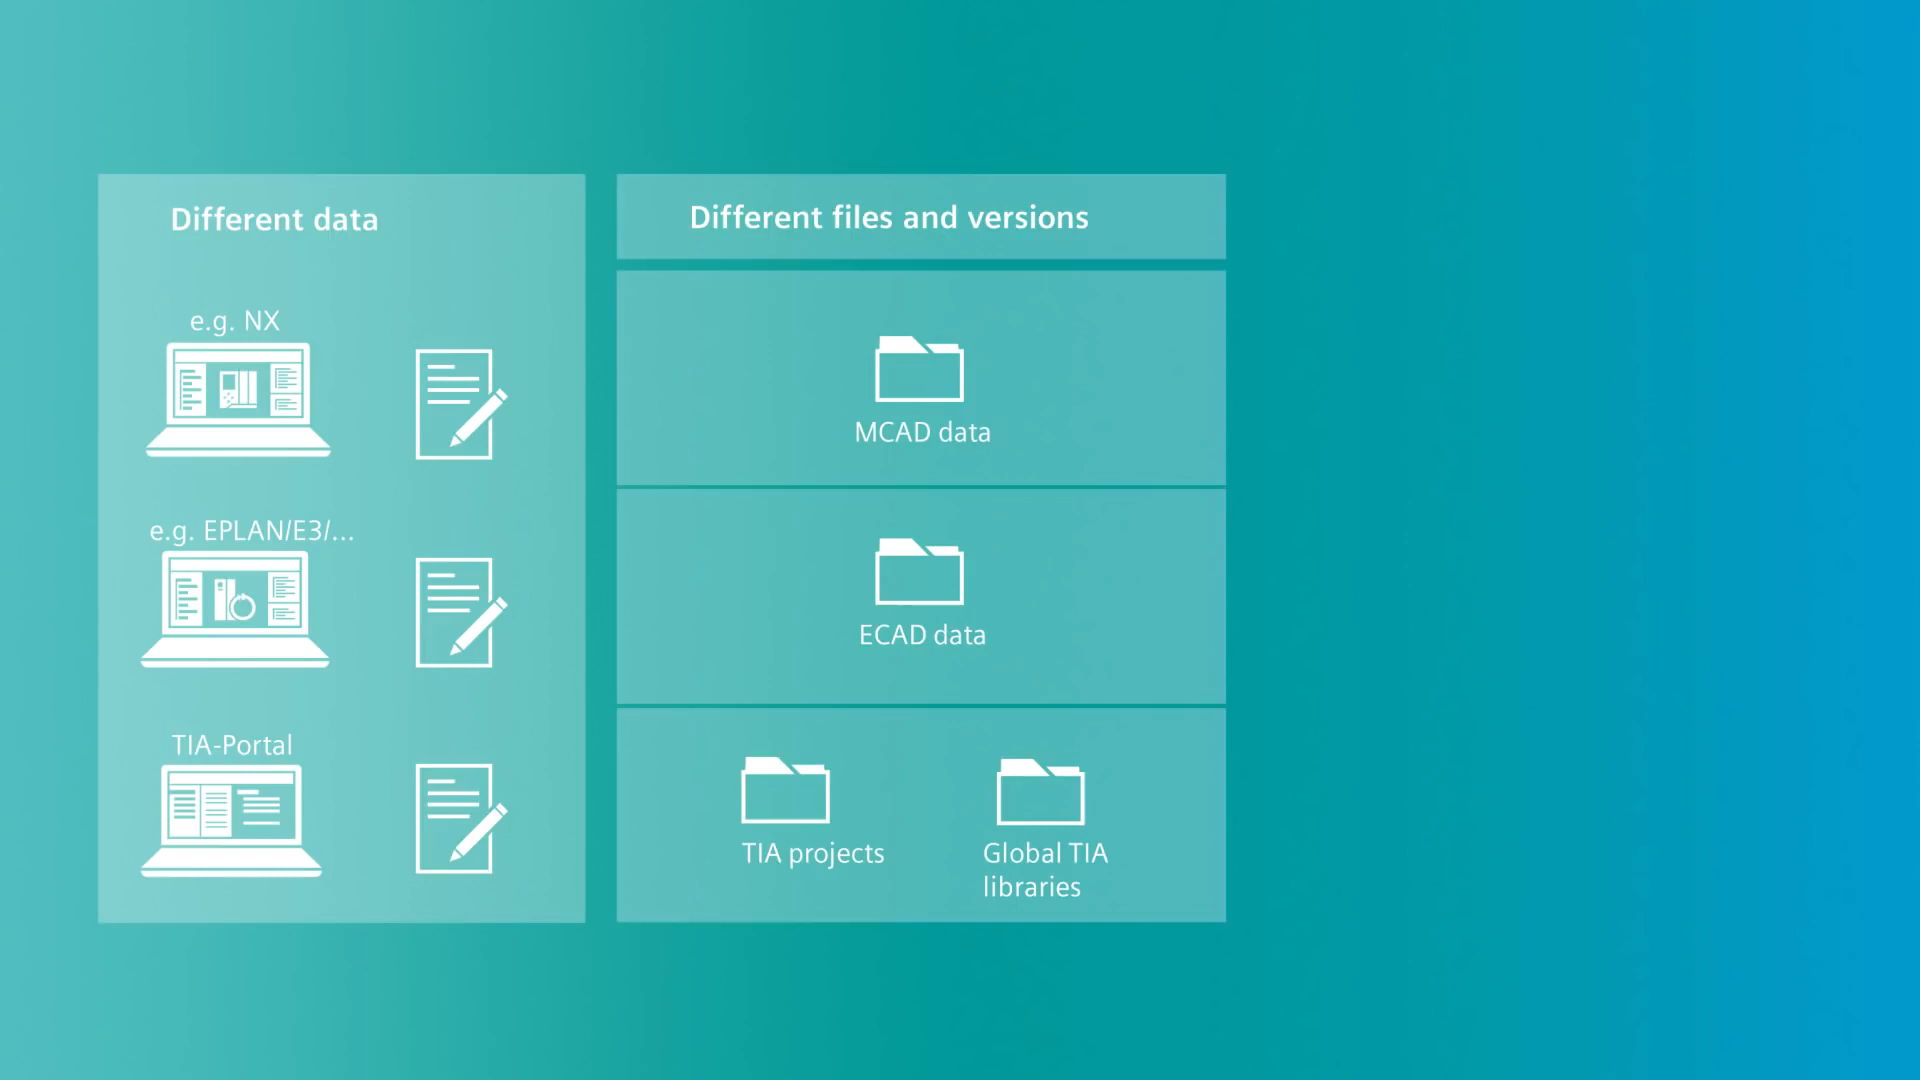 Different data
e.g. NX
e.g. EPLAN/E3/...
TIA-Portal
Different files and versions
MCAD data
ECAD data
TIA projects
Global TIA
libraries